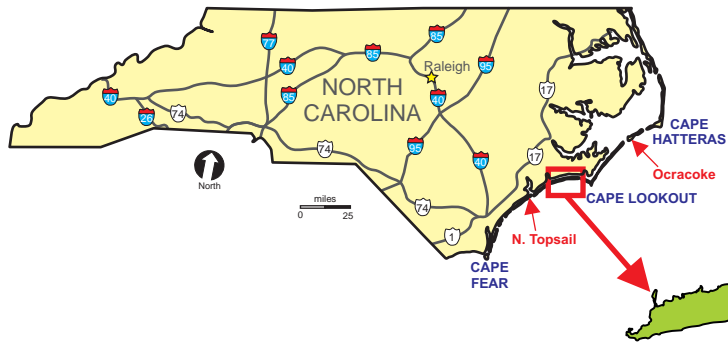 85
77
85
95
40
Raleigh
40
NORTH
CAROLINA
85
40
17
40
74
26
95
17
CAPE
HATTERAS
74
Ocracoke
North
miles
0 25
74
CAPE LOOKOUT
1
N. Topsail
CAPE
FEAR